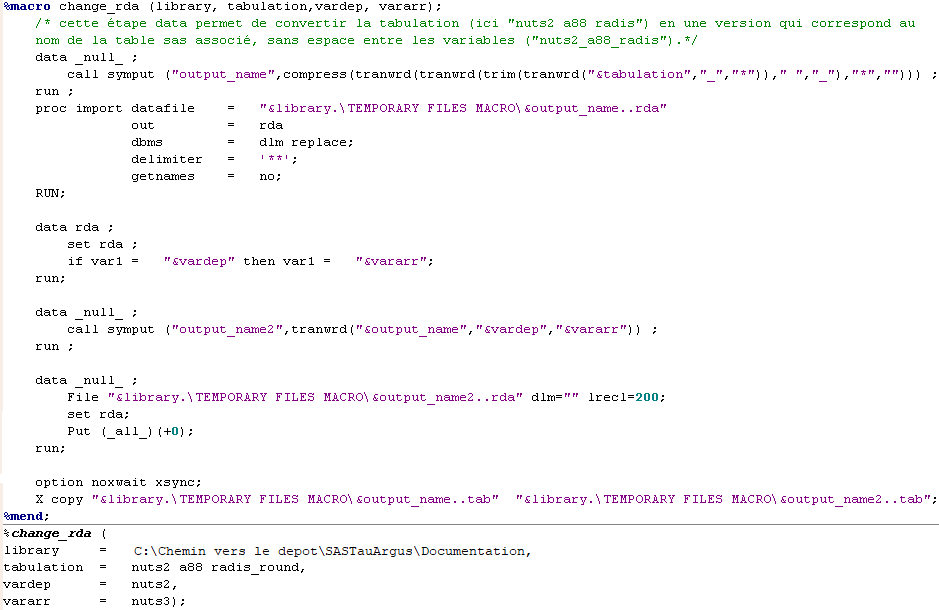 %macro change_rda (library, tabulation,vardep, vararr);
/* cette étape data permet de convertir la tabulation (ici "nuts2 a88 radis") en une version qui correspond au
nom de la table sas associé, sans espace entre les variables ("nuts2_a88_radis").*/
data _null_ ;
call symput ("output_name",compress(tranwrd(tranwrd(trim(tranwrd("&tabulation","_","*"))," ","_"),"*",""))) ;
run ;
proc import datafile = "&library.\TEMPORARY FILES MACRO\&output_name..rda"
out = rda
dbms = dlm replace;
delimiter = '**';
getnames = no;
RUN;
data rda ;
set rda ;
if var1 = "&vardep" then var1 = "&vararr";
run;
data _null_ ;
call symput ("output_name2",tranwrd("&output_name","&vardep","&vararr")) ;
run ;
data _null_ ;
File "&library.\TEMPORARY FILES MACRO\&output_name2..rda" dlm="" lrecl=200;
set rda;
Put (_all_)(+0);
run;
option noxwait xsync;
X copy "&library.\TEMPORARY FILES MACRO\&output_name..tab" "&library.\TEMPORARY FILES MACRO\&output_name2..tab";
%mend;
%change_rda (
library = C:\Chemin vers le depot\SASTauArgus\Documentation,
tabulation = nuts2 a88 radis_round,
vardep = nuts2,
vararr = nuts3);